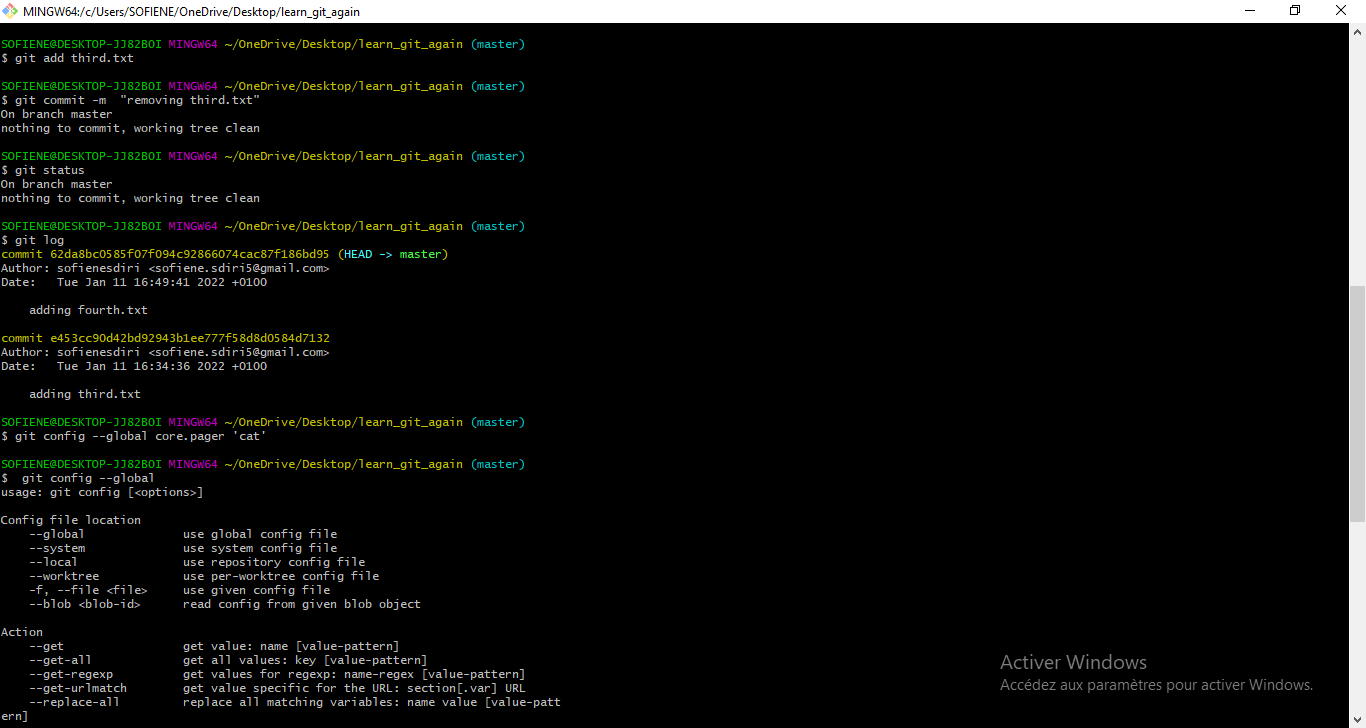 MINGW64:/c/Users/SOFIENE/OneDrive/Desktop/learn_git_again
SOFIENE@DESKTOP-JJ82BOI MINGW64 ~/OneDrive/Desktop/learn_git_again (master)
$ git add third.txt
SOFIENE@DESKTOP-JJ82BOI MINGW64 ~/OneDrive/Desktop/learn_git_again (master)
$ git commit -m  "removing third.txt"
On branch master
nothing to commit, working tree clean
SOFIENE@DESKTOP-JJ82BOI MINGW64 ~/OneDrive/Desktop/learn_git_again (master)
$ git status
On branch master
nothing to commit, working tree clean
SOFIENE@DESKTOP-JJ82BOI MINGW64 ~/OneDrive/Desktop/learn_git_again (master)
$ git log
commit 62da8bc0585f07f094c92866074cac87f186bd95 (HEAD -> master)
Author: sofienesdiri <sofiene.sdiri5@gmail.com>
Date:   Tue Jan 11 16:49:41 2022 +0100
    adding fourth.txt
commit e453cc90d42bd92943b1ee777f58d8d0584d7132
Author: sofienesdiri <sofiene.sdiri5@gmail.com>
Date:   Tue Jan 11 16:34:36 2022 +0100
    adding third.txt
SOFIENE@DESKTOP-JJ82BOI MINGW64 ~/OneDrive/Desktop/learn_git_again (master)
$ git config --global core.pager 'cat'
SOFIENE@DESKTOP-JJ82BOI MINGW64 ~/OneDrive/Desktop/learn_git_again (master)
$  git config --global
usage: git config [<options>]
Config file location
    --global              use global config file
    --system              use system config file
    --local               use repository config file
    --worktree            use per-worktree config file
    -f, --file <file>     use given config file
    --blob <blob-id>      read config from given blob object
Action
    --get                 get value: name [value-pattern]
    --get-all             get all values: key [value-pattern]
    --get-regexp          get values for regexp: name-regex [value-pattern]
    --get-urlmatch        get value specific for the URL: section[.var] URL
    --replace-all         replace all matching variables: name value [value-patt
ern]
Activer Windows
Accédez aux paramètres pour activer Windows.